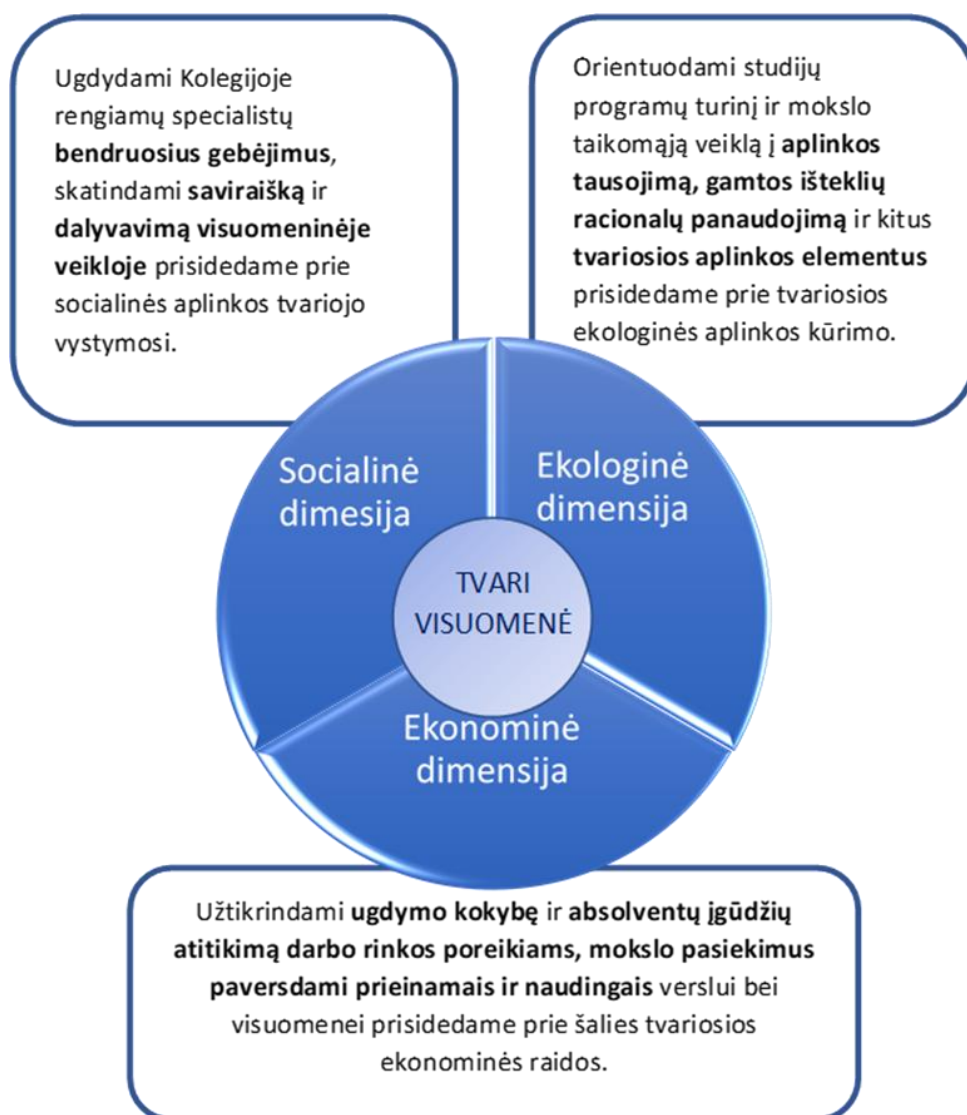 Ugdydami Kolegijoje
rengiamų specialistų
bendruosius gebėjimus,
skatindami saviraišką ir
dalyvavimą visuomeninėje
veikloje prisidedame prie
socialinės aplinkos tvariojo
vystymosi.
Orientuodami studijų
programų turinį ir mokslo
taikomąją veiklą į aplinkos
tausojimą, gamtos išteklių
racionalų panaudojimą ir kitus
tvariosios aplinkos elementus
prisidedame prie tvariosios
ekologinės aplinkos kūrimo.
Socialinė
dimesija
Ekologinė
dimensija
TVARI
VISUOMENĖ
Ekonominė
dimensija
Užtikrindami ugdymo kokybę ir absolventų įgūdžių
atitikimą darbo rinkos poreikiams, mokslo pasiekimus
paversdami prieinamais ir naudingais verslui bei
visuomenei prisidedame prie šalies tvariosios
ekonominės raidos.